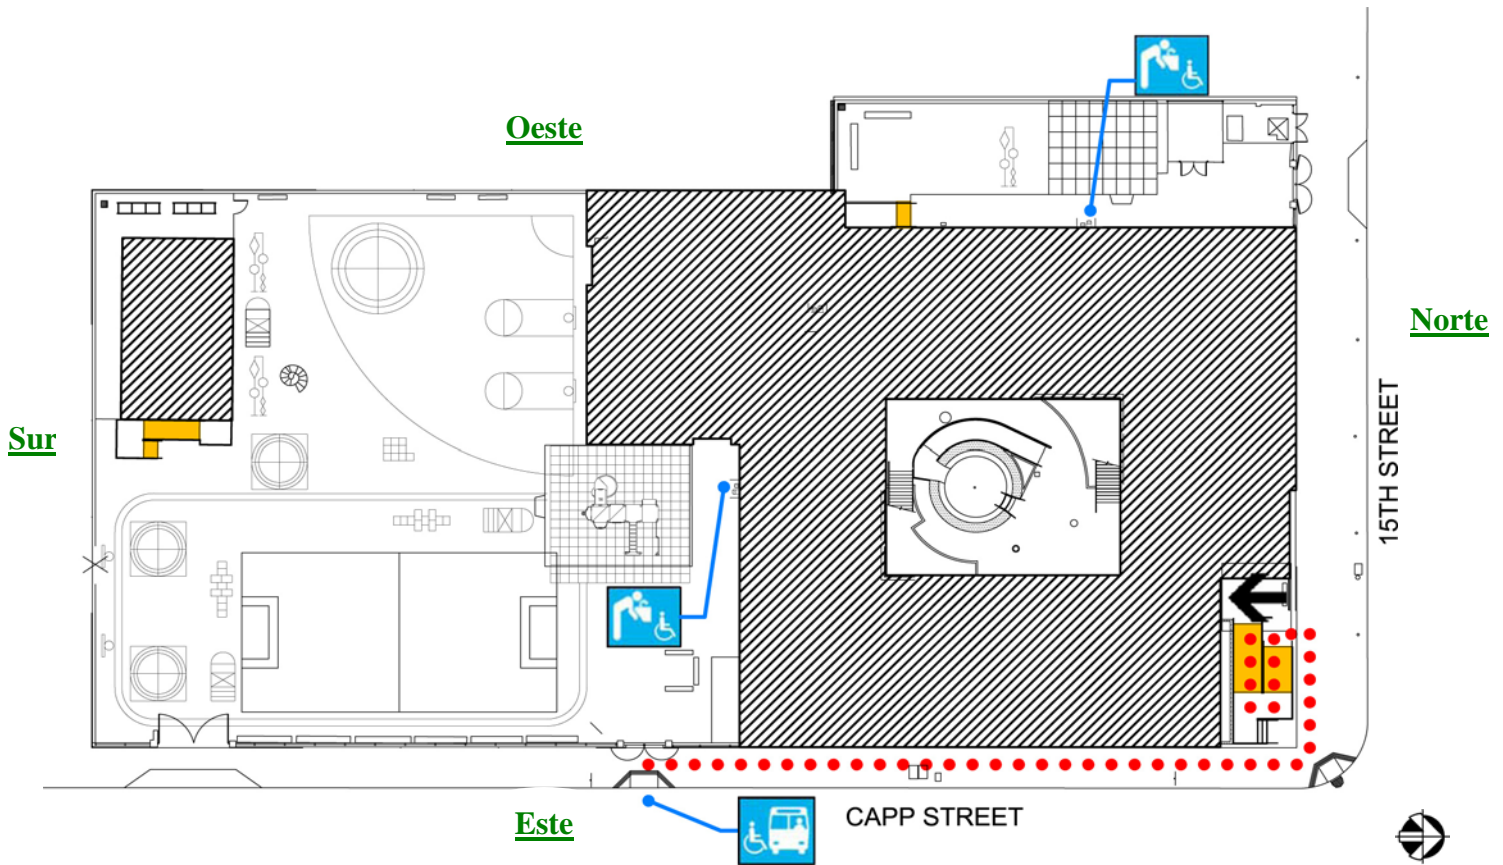 Oeste
Norte
Sur
15TH STREET
Este
CAPP STREET